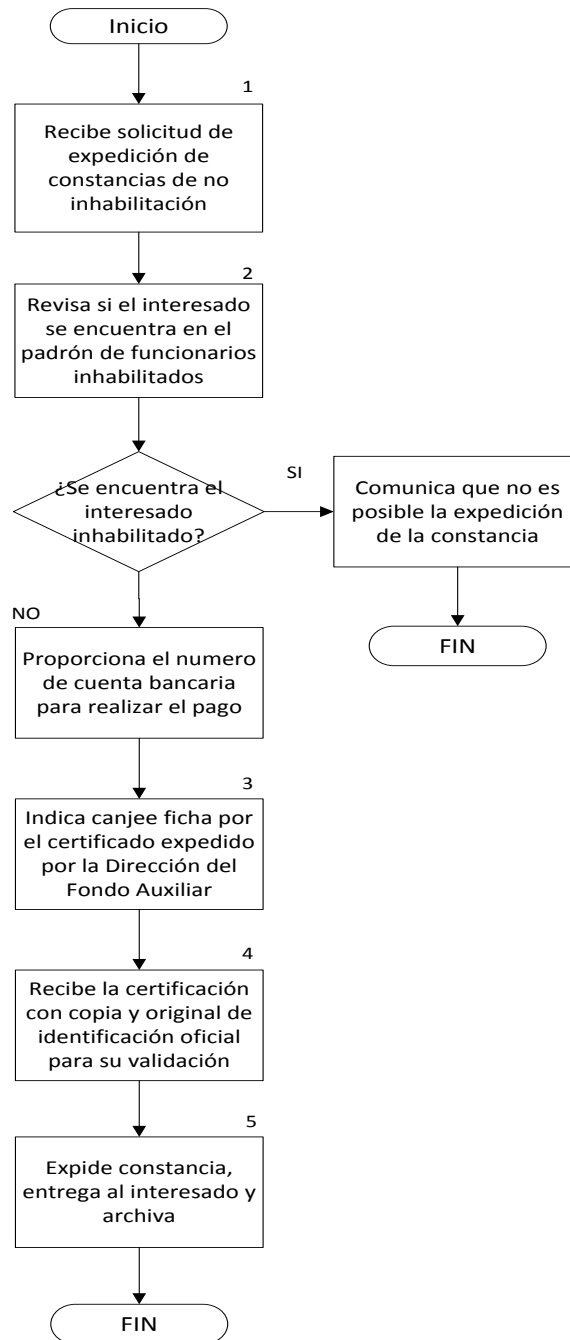 Inicio
1
Recibe solicitud de
expedición de
constancias de no
inhabilitación
2
Revisa si el interesado
se encuentra en el
padrón de funcionarios
inhabilitados
¿Se encuentra el
interesado
inhabilitado?
SI
Comunica que no es
posible la expedición
de la constancia
FIN
NO
Proporciona el numero
de cuenta bancaria
para realizar el pago
3
Indica canjee ficha por
el certificado expedido
por la Dirección del
Fondo Auxiliar
4
Recibe la certificación
con copia y original de
identificación oficial
para su validación
5
Expide constancia,
entrega al interesado y
archiva
FIN